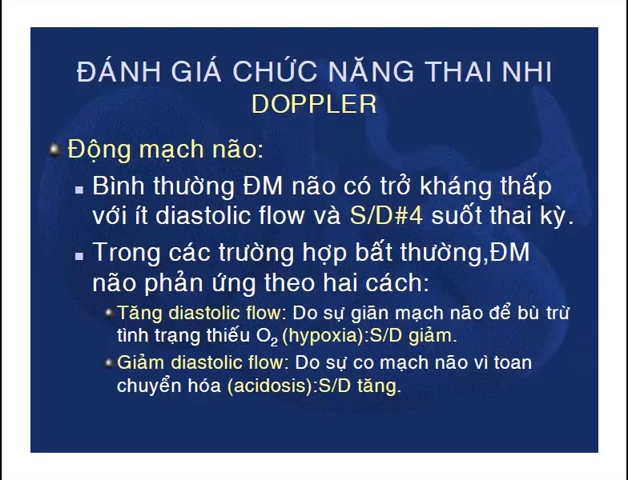 ĐÁNH GIÁ CHỨC NĂNG THAI NHI
DOPPLER
Động mạch não:
Bình thường ĐM não có trở kháng thấp
với ít diastolic flow và S/D#4 suốt thai kỳ.
Trong các trường hợp bất thường,ĐM
não phản ứng theo hai cách:
Tăng diastolic flow: Do sự giãn mạch não để bù trừ
tình trạng thiếu O2 (hypoxia):S/D giảm.
Giảm diastolic flow: Do sự co mạch não vì toan
chuyển hóa (acidosis):S/D tăng.